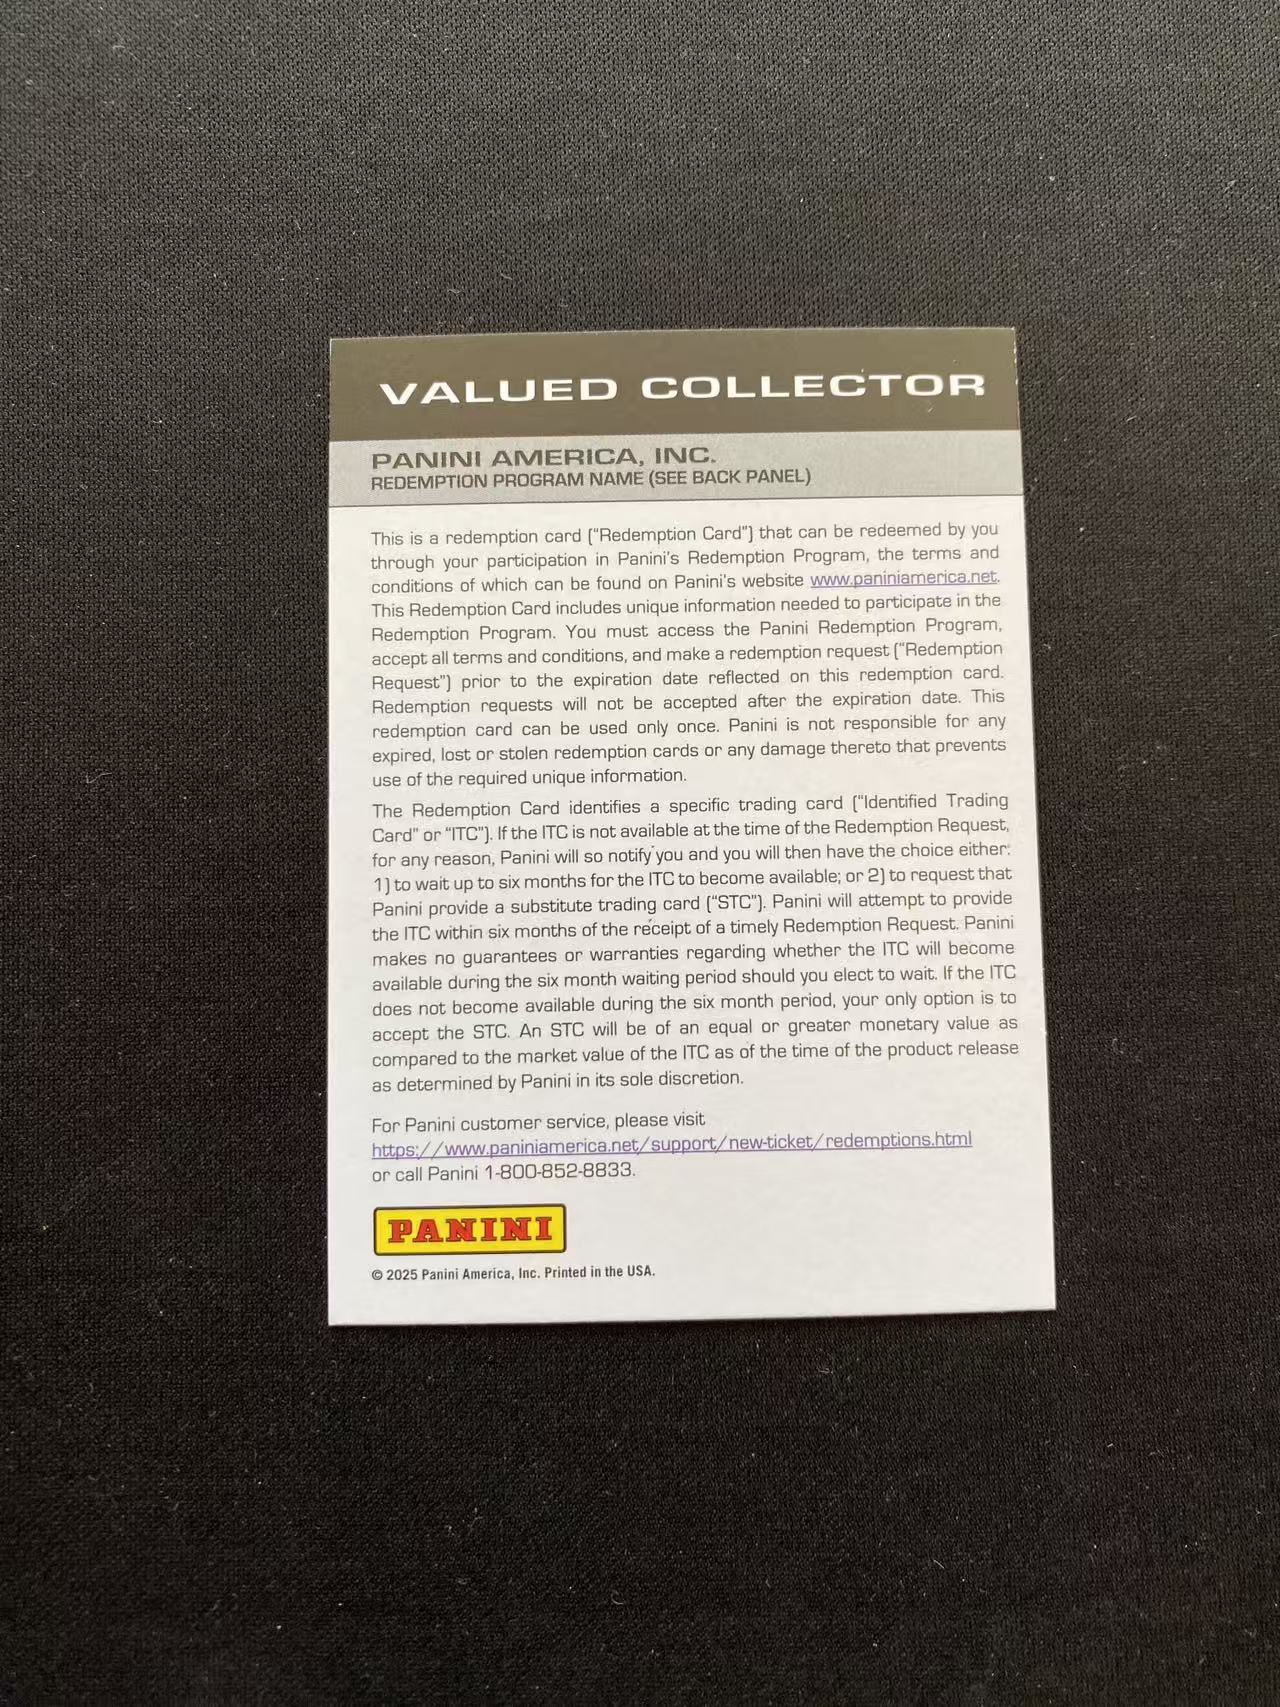 VALUED COLLECTOR
PANINI AMERICA, INC.
REDEMPTION PROGRAM NAME (SEE BACK PANEL)
This is a redemption card ("Redemption Card") that can be redeemed by you
through your participation in Panini's Redemption Program, the terms and
conditions of which can be found on Panini's website www.paniniamerica.net.
This Redemption Card includes unique information needed to participate in the
Redemption Program. You must access the Panini Redemption Program,
accept all terms and conditions, and make a redemption request ("Redemption
Request") prior to the expiration date reflected on this redemption card.
Redemption requests will not be accepted after the expiration date. This
redemption card can be used only once. Panini is not responsible for any
expired, lost or stolen redemption cards or any damage thereto that prevents
use of the required unique information.
The Redemption Card identifies a specific trading card ("Identified Trading
Card" or "ITC"). If the ITC is not available at the time of the Redemption Request,
for any reason, Panini will so notify you and you will then have the choice either:
1) to wait up to six months for the ITC to become available; or 2) to request that
Panini provide a substitute trading card ("STC"). Panini will attempt to provide
the ITC within six months of the receipt of a timely Redemption Request. Panini
makes no guarantees or warranties regarding whether the ITC will become
available during the six month waiting period should you elect to wait. If the ITC
does not become available during the six month period, your only option is to
accept the STC. An STC will be of an equal or greater monetary value as
compared to the market value of the ITC as of the time of the product release
as determined by Panini in its sole discretion.
For Panini customer service, please visit
https://www.paniniamerica.net/support/new-ticket/redemptions.html
or call Panini 1-800-852-8833.
PANINI
© 2025 Panini America, Inc. Printed in the USA.